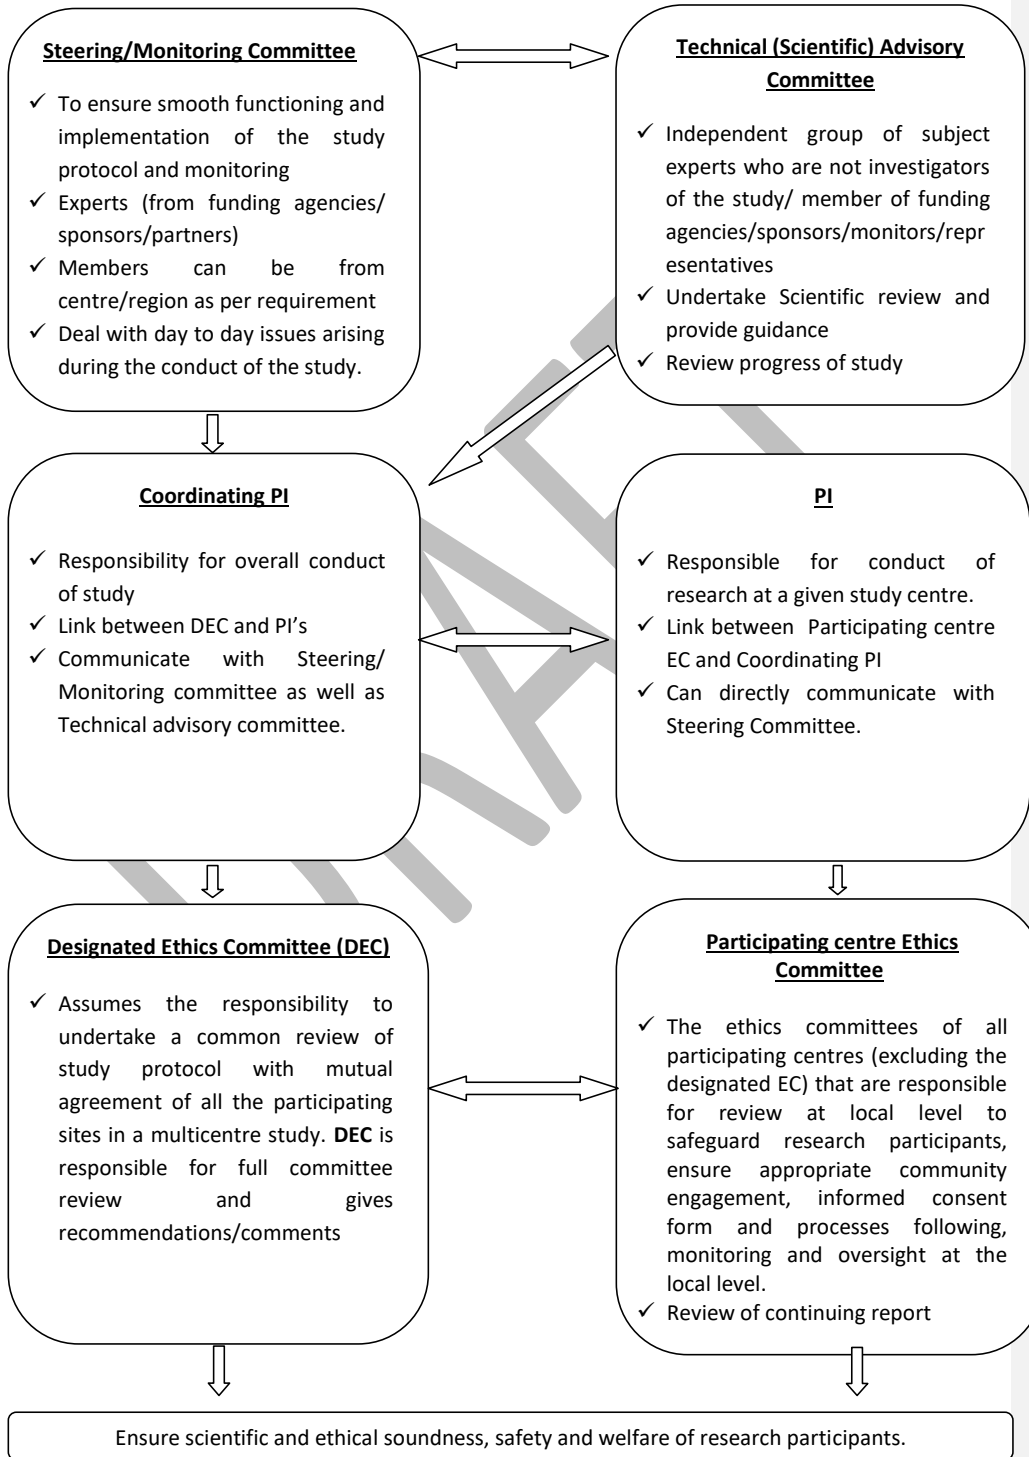 Steering/Monitoring Committee
✓ To ensure smooth functioning and
implementation of the study
protocol and monitoring
✓ Experts (from funding agencies/
sponsors/partners)
✓ Members can be from
centre/region as per requirement
✓ Deal with day to day issues arising
during the conduct of the study.
Technical (Scientific) Advisory
Committee
✓ Independent group of subject
experts who are not investigators
of the study/ member of funding
agencies/sponsors/monitors/repr
esentatives
✓ Undertake Scientific review and
provide guidance
✓ Review progress of study
Coordinating PI
✓ Responsibility for overall conduct
of study
✓ Link between DEC and PI's
✓ Communicate with Steering/
Monitoring committee as well as
Technical advisory committee.
PI
✓ Responsible for conduct of
research at a given study centre.
✓ Link between Participating centre
EC and Coordinating PI
✓ Can directly communicate with
Steering Committee.
Designated Ethics Committee (DEC)
✓ Assumes the responsibility to
undertake a common review of
study protocol with mutual
agreement of all the participating
sites in a multicentre study. DEC is
responsible for full committee
review and gives
recommendations/comments
Participating centre Ethics
Committee
✓ The ethics committees of all
participating centres (excluding the
designated EC) that are responsible
for review at local level to
safeguard research participants,
ensure appropriate community
engagement, informed consent
form and processes following,
monitoring and oversight at the
local level.
✓ Review of continuing report
Ensure scientific and ethical soundness, safety and welfare of research participants.
DRAFT